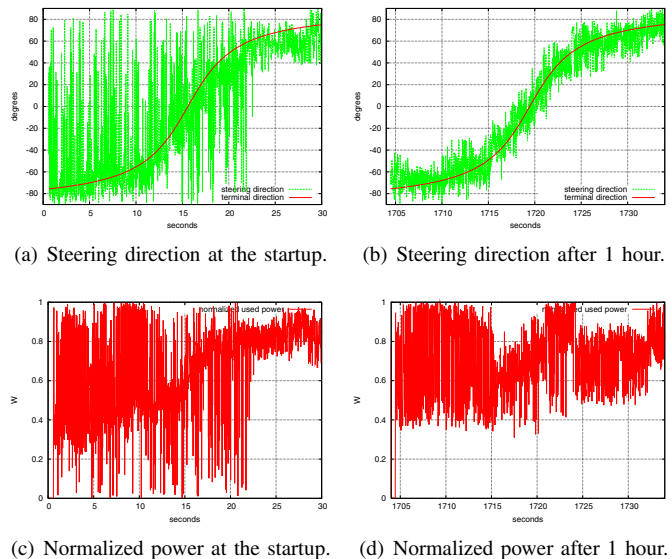 80
60
40
20
0
-20
-40
-60
-80
degrees
steering direction
terminal direction
0 5 10 15 20 25 30
seconds
(a) Steering direction at the startup.
80
60
40
20
0
-20
-40
-60
-80
degrees
steering direction
terminal direction
1705 1710 1715 1720 1725 1730
seconds
(b) Steering direction after 1 hour.
1
0.8
0.6
0.4
0.2
0
W
normalized used power
0 5 10 15 20 25 30
seconds
(c) Normalized power at the startup.
1
0.8
0.6
0.4
0.2
0
W
used power
1705 1710 1715 1720 1725 1730
seconds
(d) Normalized power after 1 hour.